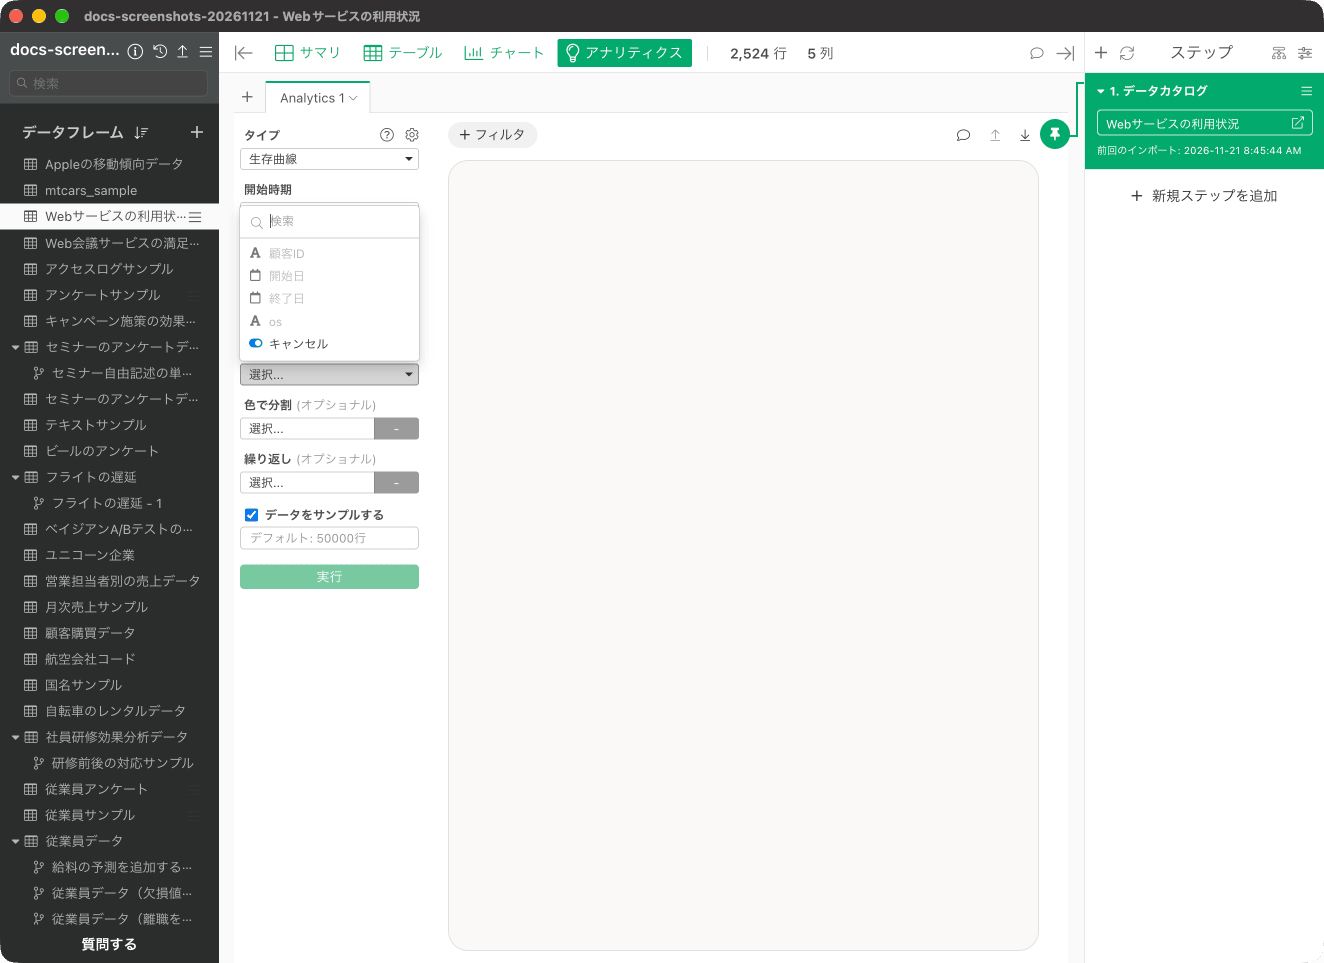 docs-screenshots-20261121 - Webサービスの利用状況
docs-screen...
検索
データフレーム
Appleの移動傾向データ
mtcars_sample
Webサービスの利用状…
Web会議サービスの満足…
アクセスログサンプル
アンケートサンプル
キャンペーン施策の効果…
セミナーのアンケートデ…
セミナー自由記述の単…
セミナーのアンケートデ…
テキストサンプル
ビールのアンケート
フライトの遅延
フライトの遅延 - 1
ベイジアンA/Bテストの…
ユニコーン企業
営業担当者別の売上データ
月次売上サンプル
顧客購買データ
航空会社コード
国名サンプル
自転車のレンタルデータ
社員研修効果分析データ
研修前後の対応サンプル
従業員アンケート
従業員サンプル
従業員データ
給料の予測を追加する…
従業員データ（欠損値…
従業員データ（離職を…
質問する
サマリ
テーブル
チャート
アナリティクス
2,524 行
5 列
Analytics 1
タイプ
生存曲線
開始時期
検索
顧客ID
開始日
終了日
os
キャンセル
選択...
色で分割 (オプショナル)
選択...
-
繰り返し (オプショナル)
選択...
-
データをサンプルする
デフォルト: 50000行
実行
+ フィルタ
ステップ
1. データカタログ
Webサービスの利用状況
前回のインポート: 2026-11-21 8:45:44 AM
+ 新規ステップを追加